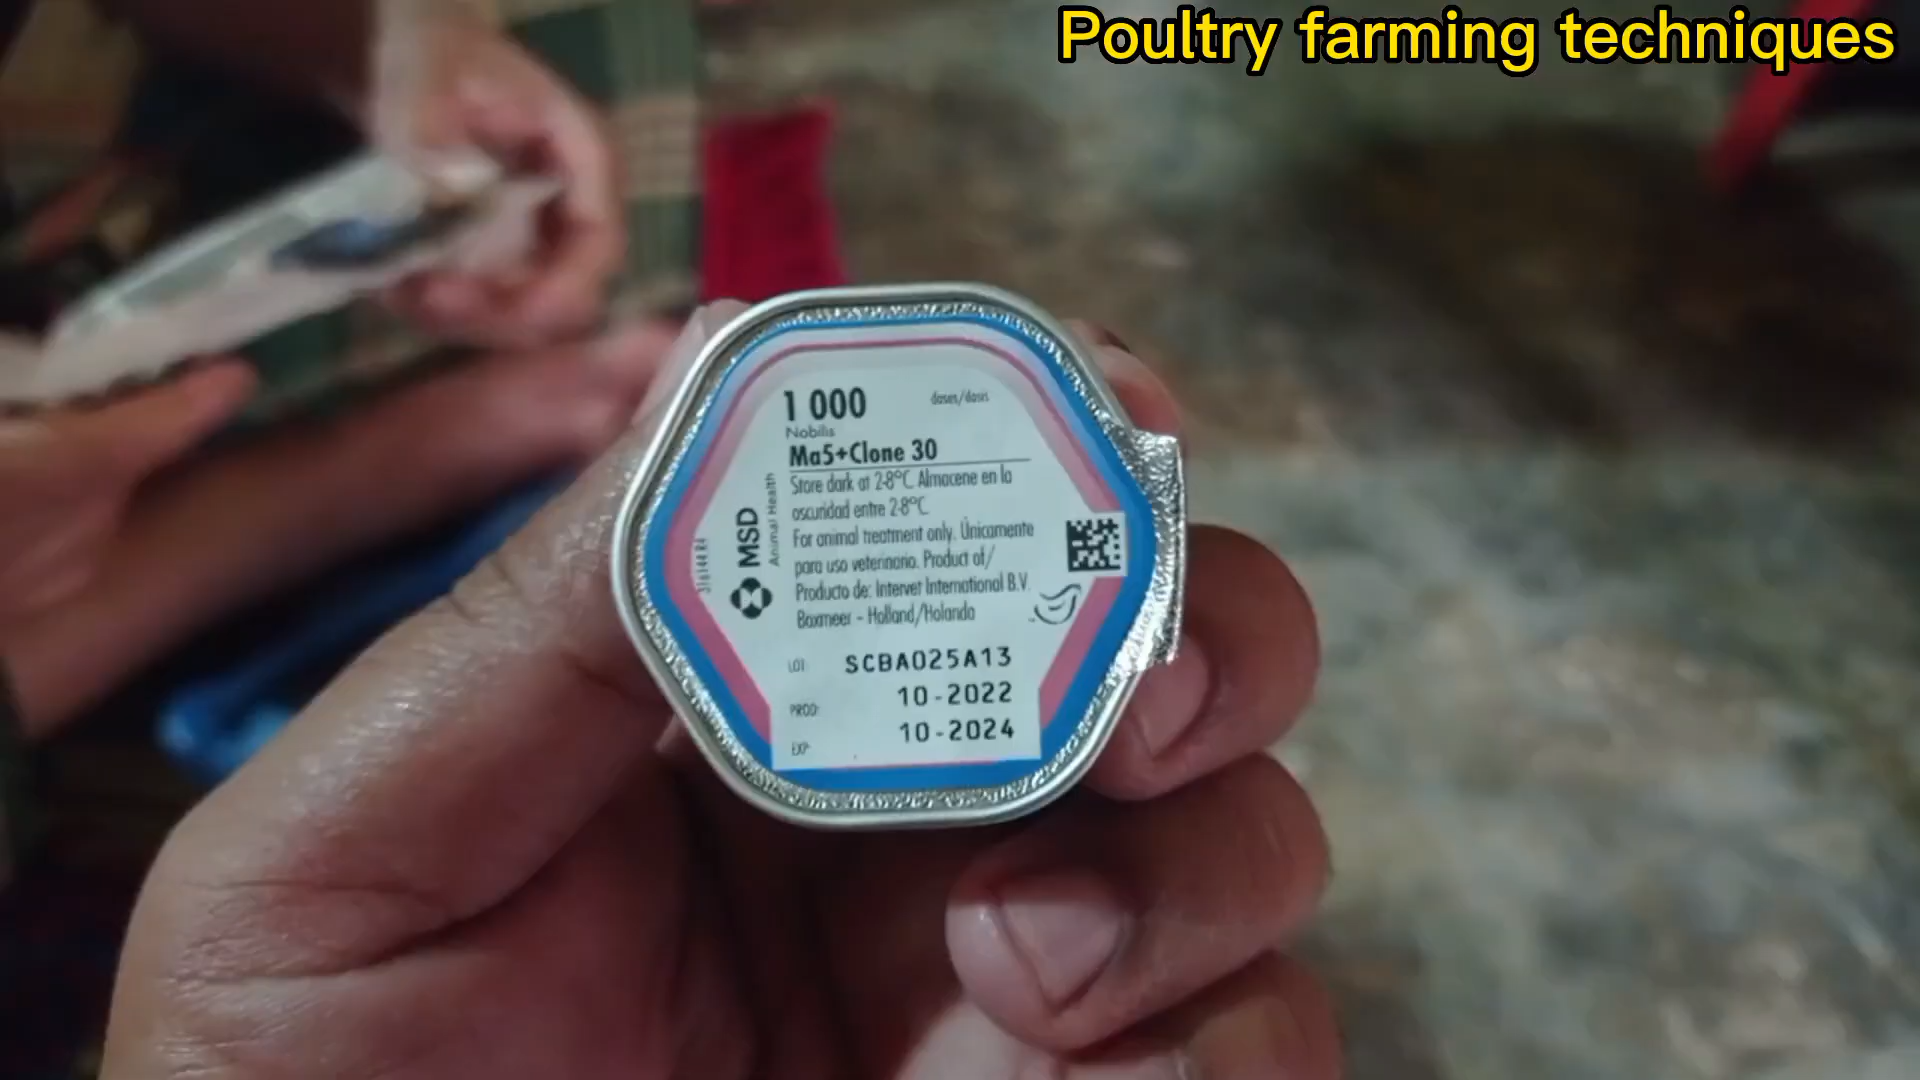 Poultry farming techniques
1 000 doses/dosis
Nobilis
Ma5+Clone 30
Store dark at 2-8°C Almacene en la
oscuridad entre 2-8°C
For animal treatment only. Únicamente
para uso veterinario. Product of/
Producto de: Intervet International B.V.
Boxmeer - Holland/Holanda
MSD
Animal Health
LOT: SCBA025A13
PROD: 10-2022
EXP: 10-2024